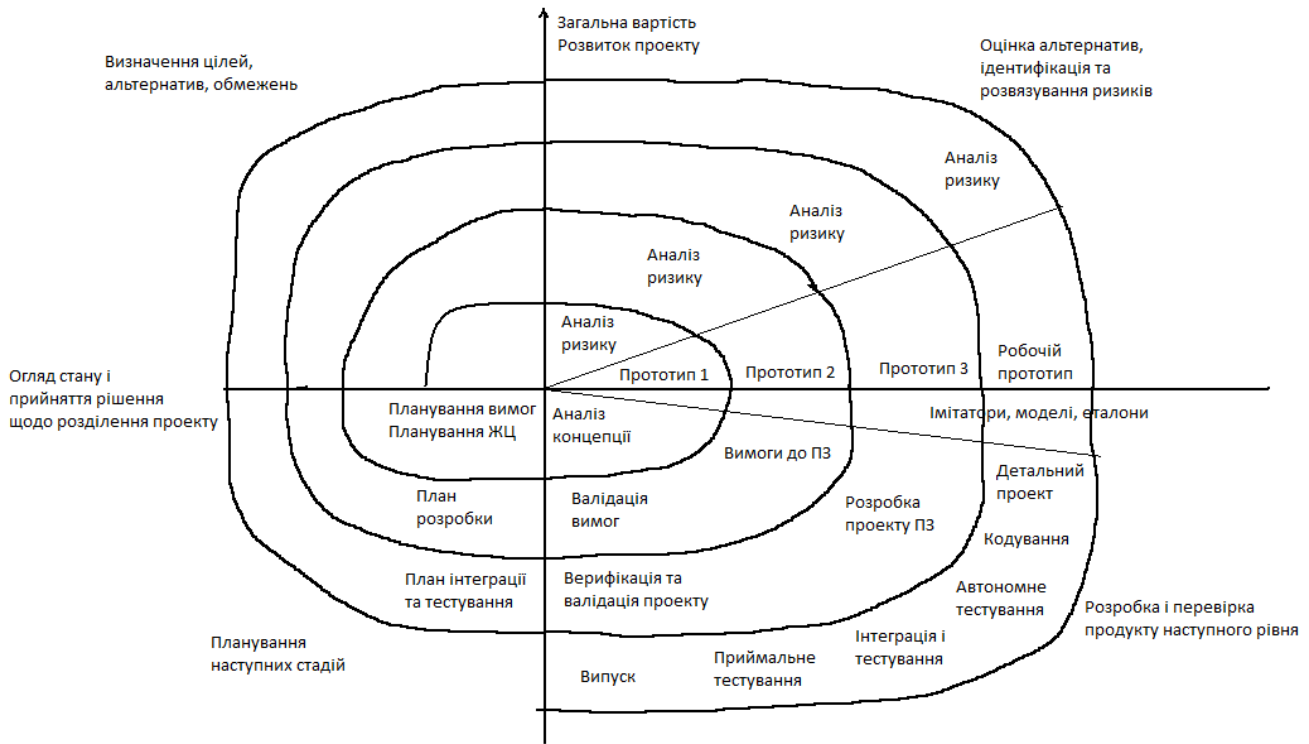 Загальна вартість
Розвиток проекту
Визначення цілей,
альтернатив, обмежень
Оцінка альтернатив,
ідентифікація та
розвязування ризиків
Аналіз
ризику
Аналіз
ризику
Аналіз
ризику
Аналіз
ризику
Огляд стану і
прийняття рішення
щодо розділення проекту
Прототип 1
Прототип 2
Прототип 3
Робочій
прототип
Планування вимог
Планування ЖЦ
Аналіз
концепції
Імітатори, моделі, еталони
Вимоги до ПЗ
Детальний
проект
План
розробки
Валідація
вимог
Розробка
проекту ПЗ
Кодування
План інтеграції
та тестування
Верифікація та
валідація проекту
Автономне
тестування
Розробка і перевірка
продукту наступного рівня
Планування
наступних стадій
Випуск
Приймальне
тестування
Інтеграція і
тестування